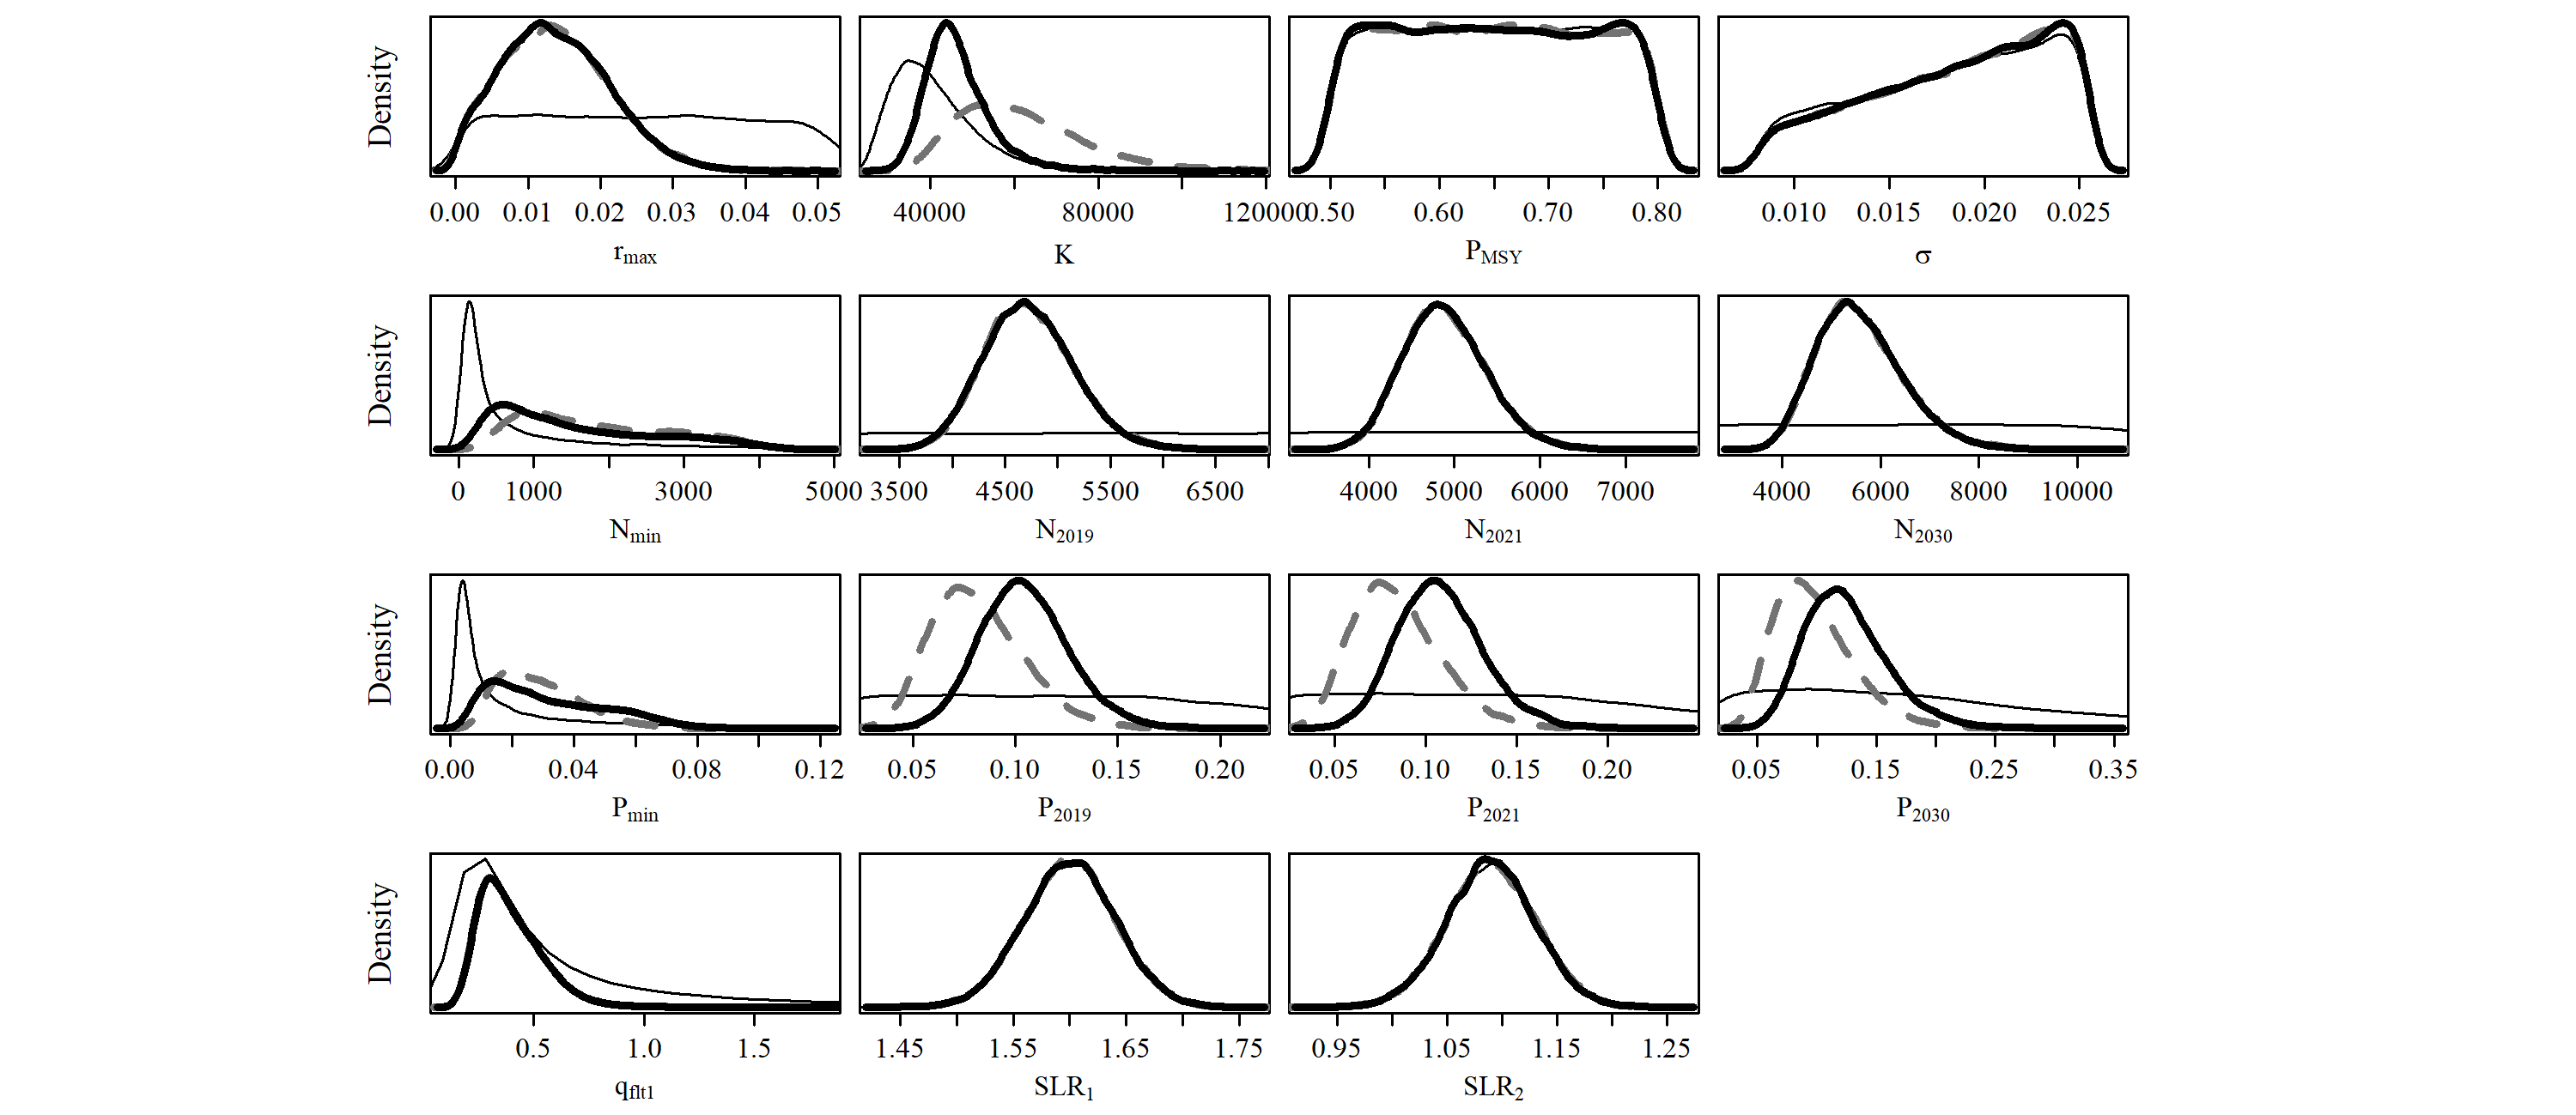 Density
0.00 0.01 0.02 0.03 0.04 0.05 40000 80000 120000 0.50 0.60 0.70 0.80 0.010 0.015 0.020 0.025
rmax K PMSY σ
Density
0 1000 3000 5000 3500 4500 5500 6500 4000 5000 6000 7000 4000 6000 8000 10000
Nmin N2019 N2021 N2030
Density
0.00 0.04 0.08 0.12 0.05 0.10 0.15 0.20 0.05 0.10 0.15 0.20 0.05 0.15 0.25 0.35
Pmin P2019 P2021 P2030
Density
0.5 1.0 1.5 1.45 1.55 1.65 1.75 0.95 1.05 1.15 1.25
qflt1 SLR1 SLR2